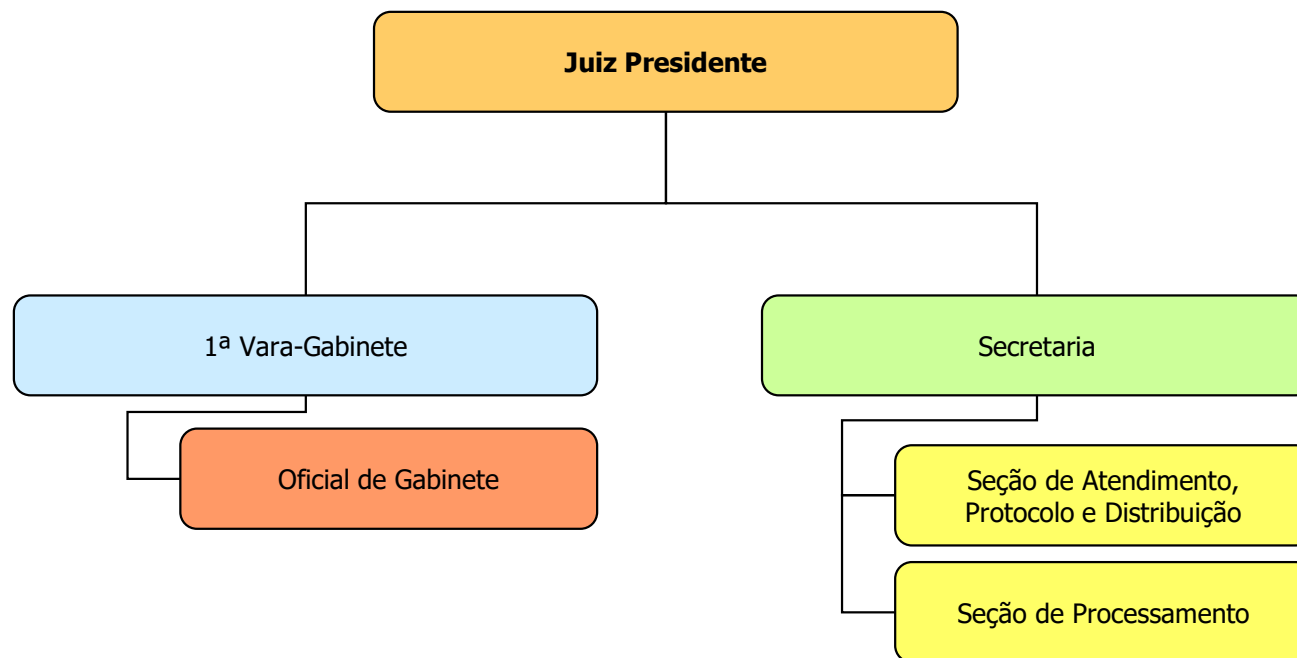 Juiz Presidente
1ª Vara-Gabinete
Secretaria
Oficial de Gabinete
Seção de Atendimento,
Protocolo e Distribuição
Seção de Processamento